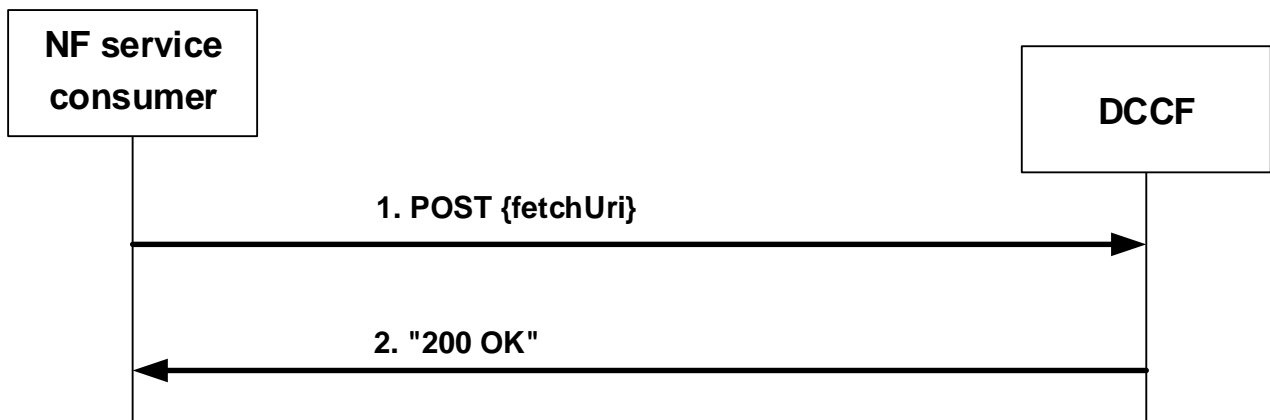 NF service
consumer
DCCF
1. POST {fetchUri}
2. "200 OK"